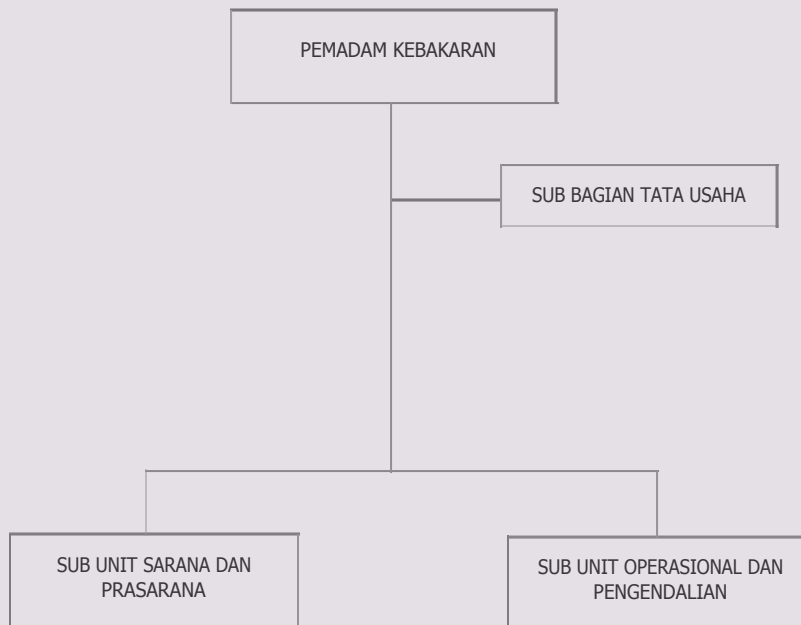 PEMADAM KEBAKARAN
SUB BAGIAN TATA USAHA
SUB UNIT SARANA DAN
PRASARANA
SUB UNIT OPERASIONAL DAN
PENGENDALIAN